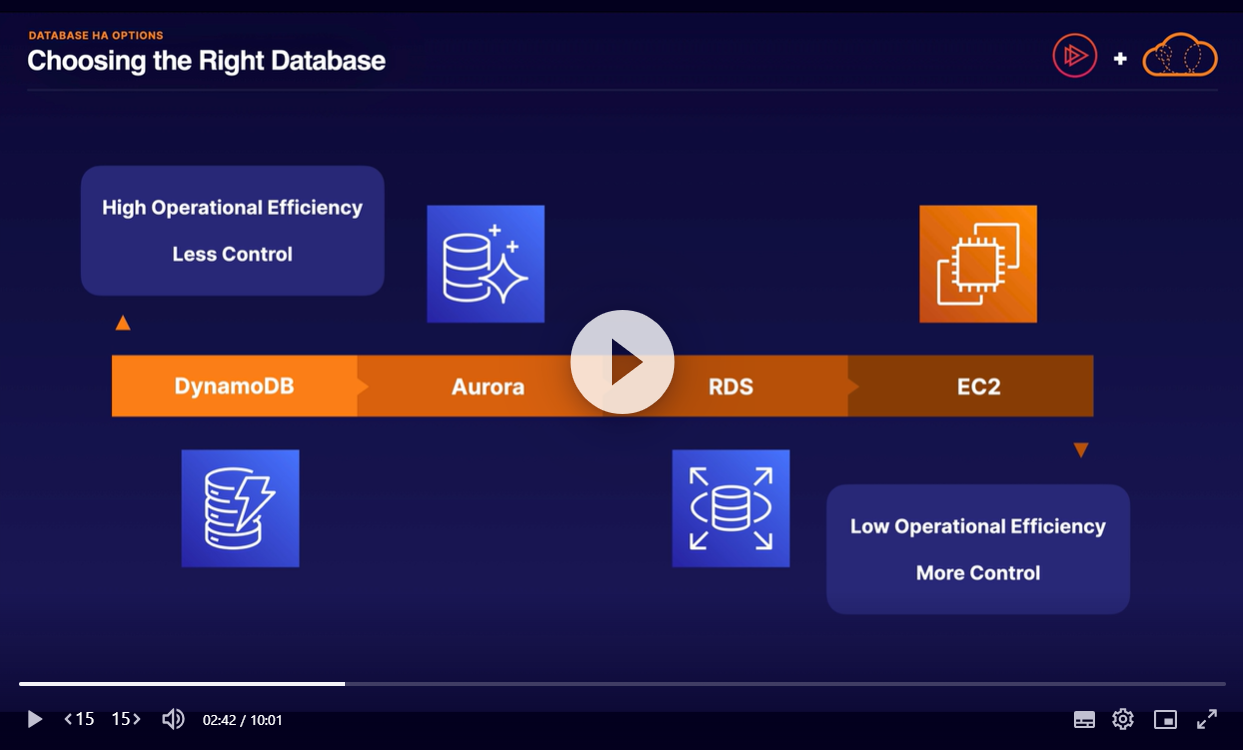 DATABASE HA OPTIONS
Choosing the Right Database
High Operational Efficiency
Less Control
DynamoDB
Aurora
RDS
EC2
Low Operational Efficiency
More Control
15
15
02:42 / 10:01